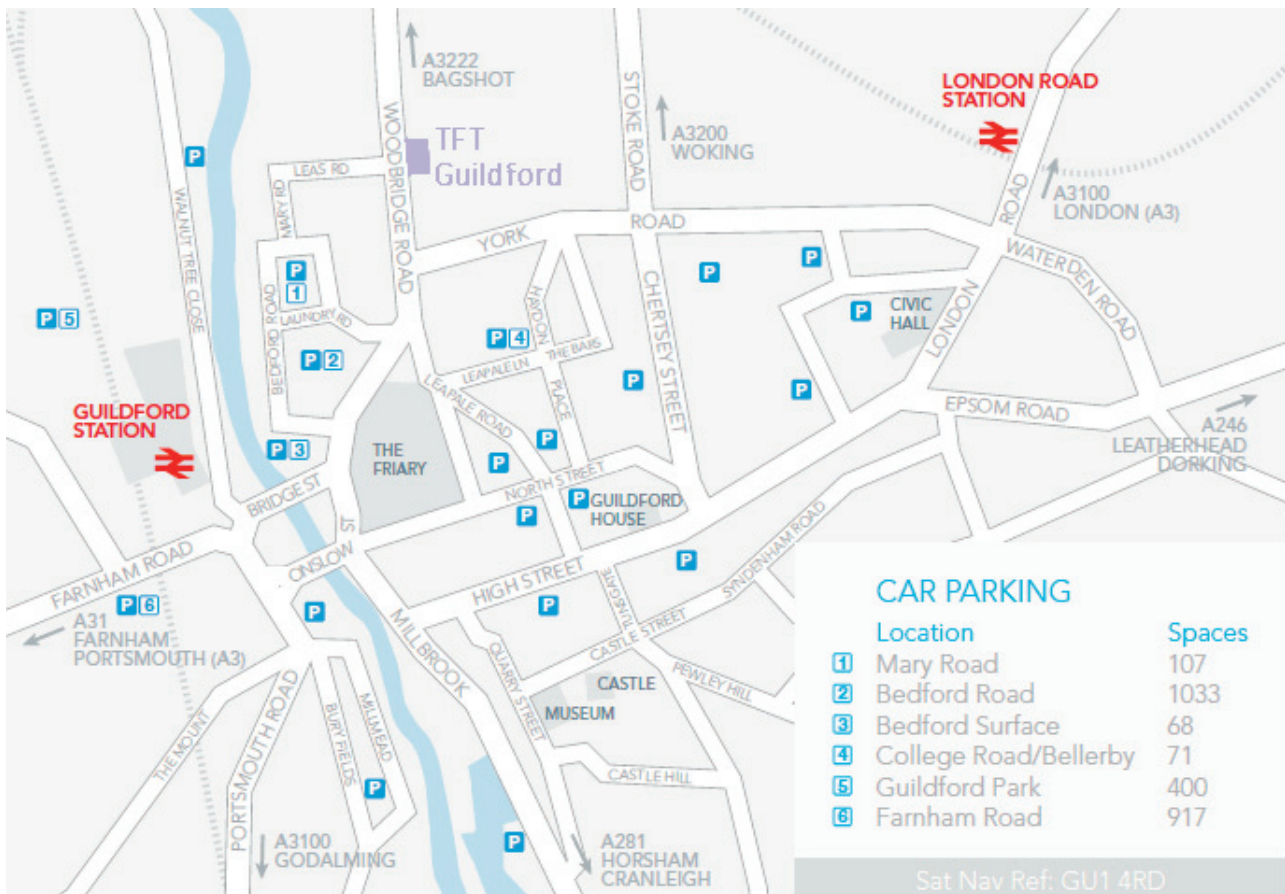 A3222
BAGSHOT
TFT
Guildford
WOODBRIDGE ROAD
STOKE ROAD
A3200
WOKING
LONDON ROAD
STATION
A3100
LONDON (A3)
P
WALNUT TREE CLOSE
LEAS RD
MARY RD
YORK
ROAD
ROAD
WATERDEN ROAD
P
1
BEDFORD ROAD
LAUNDRY RD
P 2
P 5
HAYDON
PLACE
P 4
THE BARS
LEAPALE LN
LEAPALE ROAD
CHERTSEY STREET
P
P
P
P
P
CIVIC
HALL
LONDON
EPSOM ROAD
A246
LEATHERHEAD
DORKING
GUILDFORD
STATION
P 3
THE
FRIARY
P
P
P
P
NORTH STREET
GUILDFORD
HOUSE
BRIDGE ST
ONSLOW ST
FARNHAM ROAD
P 6
A31
FARNHAM
PORTSMOUTH (A3)
P
HIGH STREET
P
P
TUNSGATE
SYNDENHAM ROAD
CASTLE STREET
MILLBROOK
QUARRY STREET
CASTLE
MUSEUM
PEWLEY HILL
CASTLE HILL
THE MOUNT
PORTSMOUTH ROAD
BURY FIELDS
MILLMEAD
P
P
A3100
GODALMING
A281
HORSHAM
CRANLEIGH
CAR PARKING
Location Spaces
1 Mary Road 107
2 Bedford Road 1033
3 Bedford Surface 68
4 College Road/Bellerby 71
5 Guildford Park 400
6 Farnham Road 917
Sat Nav Ref: GU1 4RD